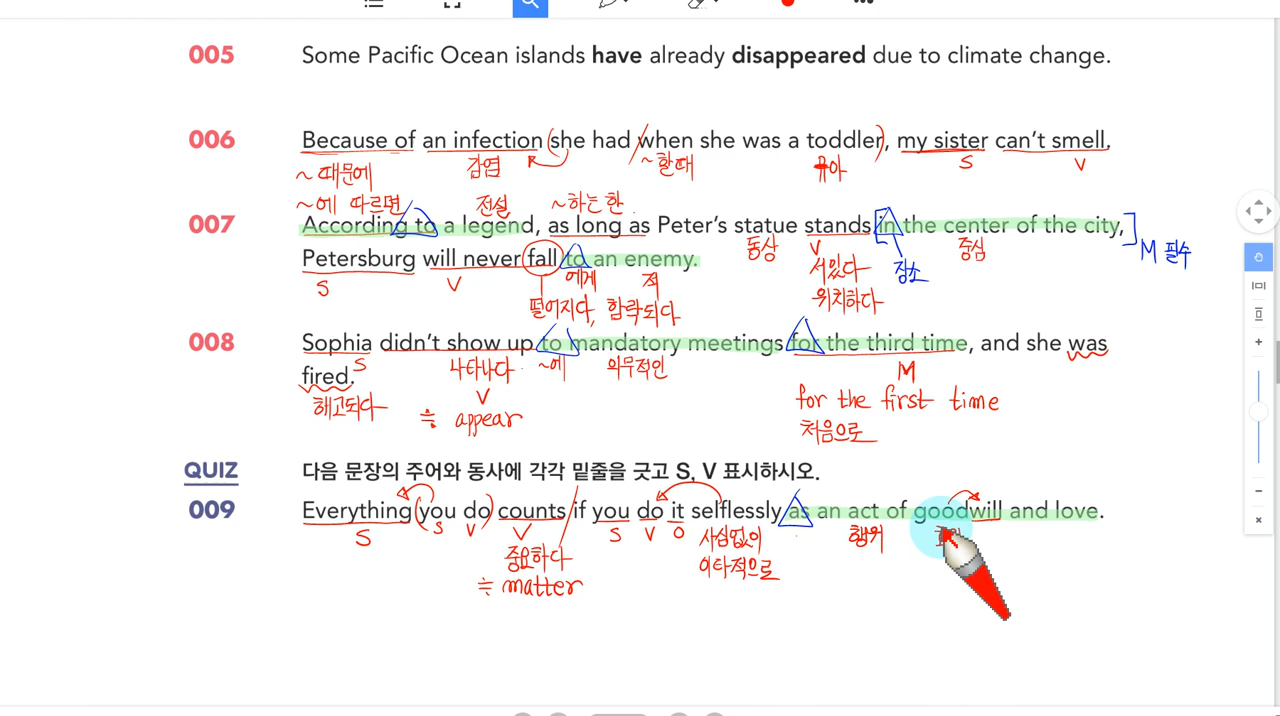 005 Some Pacific Ocean islands have already disappeared due to climate change.
006 Because of an infection (she had / when she was a toddler), my sister can't smell.
~때문에 감염 ~할때 유아 S V
~에 따르면 전설 ~하는한
007 According to a legend, as long as Peter's statue stands [in the center of the city,]
동상 V 중심 M 필수
Petersburg will never fall to an enemy.
S V 에게 적 서있다 장소
떨어지다, 함락되다 위치하다
008 Sophia didn't show up to mandatory meetings for the third time, and she was
S 나타나다 ~에 의무적인 M
fired.
해고되다 V for the first time
≒ appear 처음으로
QUIZ 다음 문장의 주어와 동사에 각각 밑줄을 긋고 S, V 표시하시오.
009 Everything (you do) counts / if you do it selflessly as an act of goodwill and love.
S S V V S V O 사심없이 행위
중요하다 이타적으로
≒ matter